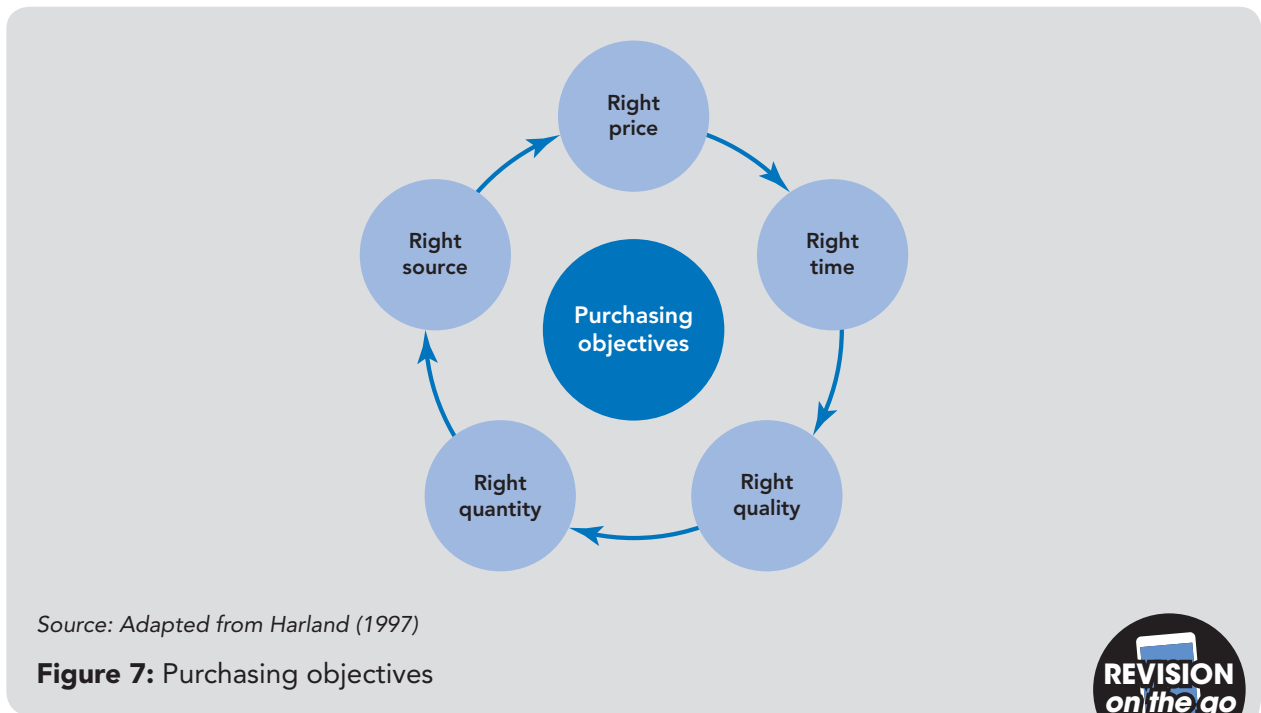 Right
price
Right
time
Right
quality
Right
quantity
Right
source
Purchasing
objectives
Source: Adapted from Harland (1997)
Figure 7: Purchasing objectives
REVISION
on the go